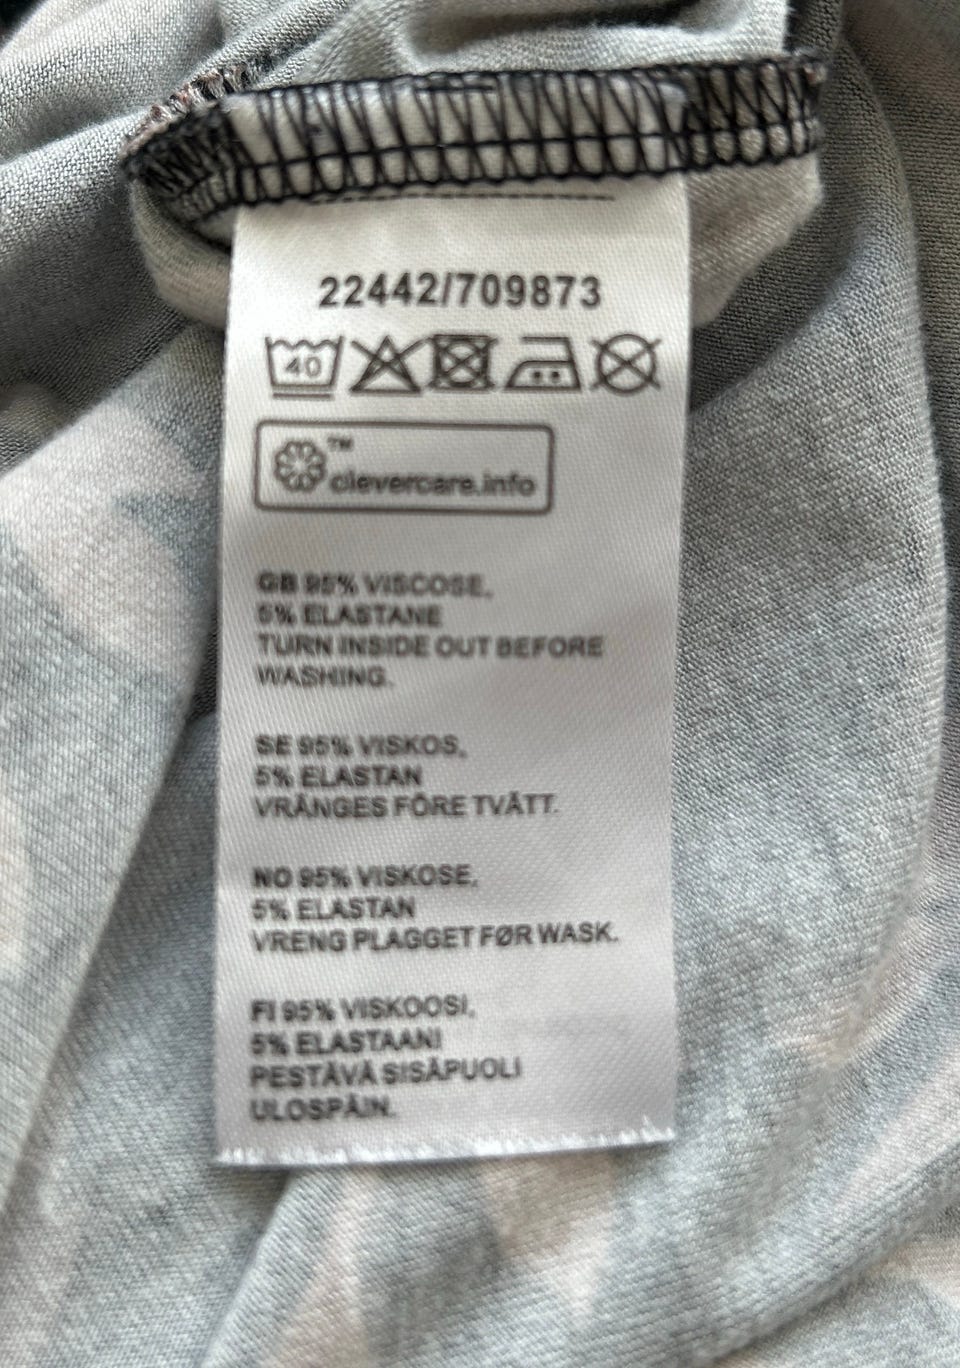 22442/709873
40
™
clevercare.info
GB 95% VISCOSE,
5% ELASTANE
TURN INSIDE OUT BEFORE
WASHING.
SE 95% VISKOS,
5% ELASTAN
VRÄNGES FÖRE TVÄTT.
NO 95% VISKOSE,
5% ELASTAN
VRENG PLAGGET FØR WASK.
FI 95% VISKOOSI,
5% ELASTAANI
PESTÄVÄ SISÄPUOLI
ULOSPÄIN.